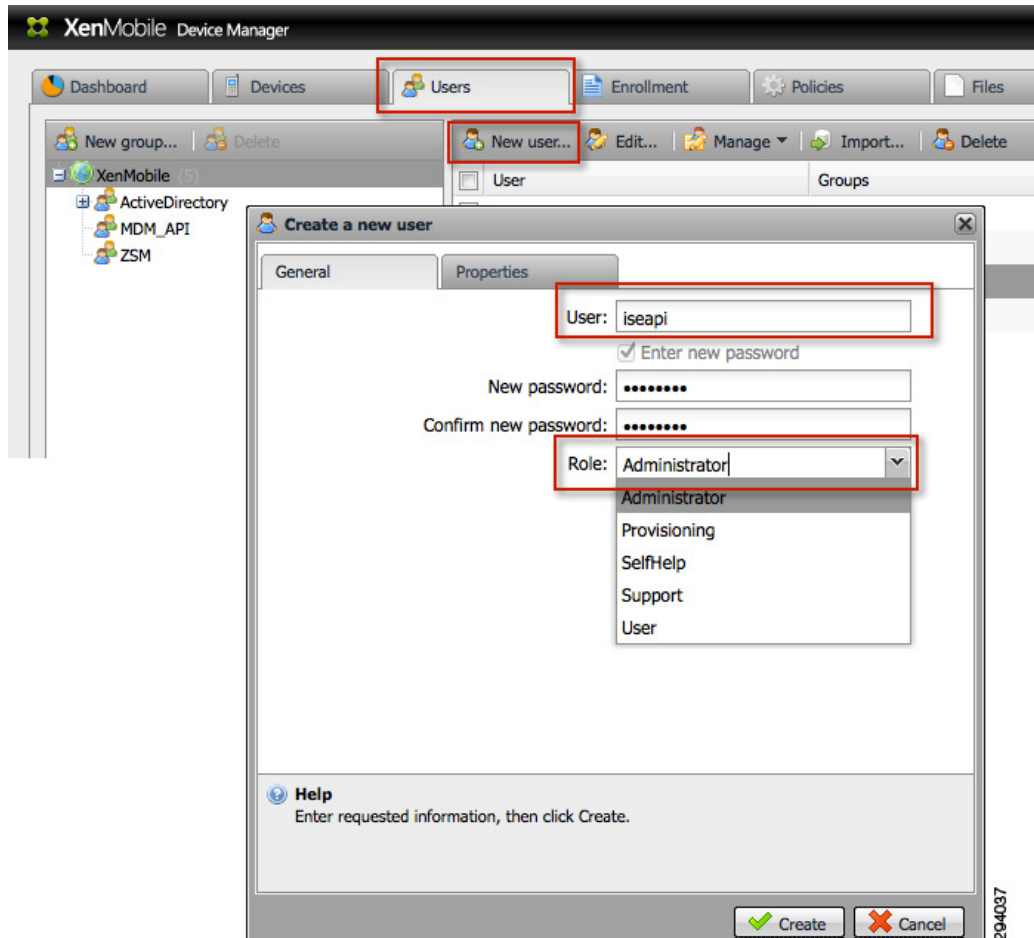 XenMobile Device Manager
Dashboard Devices Users Enrollment Policies Files
New group... Delete New user... Edit... Manage Import... Delete
XenMobile (5) User Groups
ActiveDirectory
MDM_API
ZSM
Create a new user
General Properties
User: iseapi
Enter new password
New password: ••••••••
Confirm new password: ••••••••
Role: Administrator
Administrator
Provisioning
SelfHelp
Support
User
Help
Enter requested information, then click Create.
Create Cancel
294037